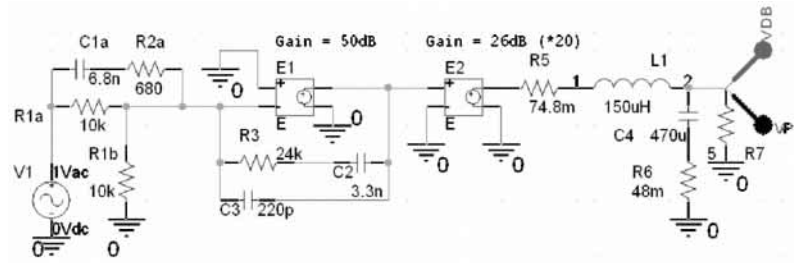 C1a R2a Gain = 50dB Gain = 26dB (*20) VDB
6.8n 680 E1 E2 R5 L1
0 + - E 0 + - E 74.8m 1 150uH 2
R1a 10k C4 470u VP
R3 24k 0 0 5 R7
V1 1Vac R1b 10k C2 3.3n R6 48m 0
C3 220p
0Vdc 0 0 0